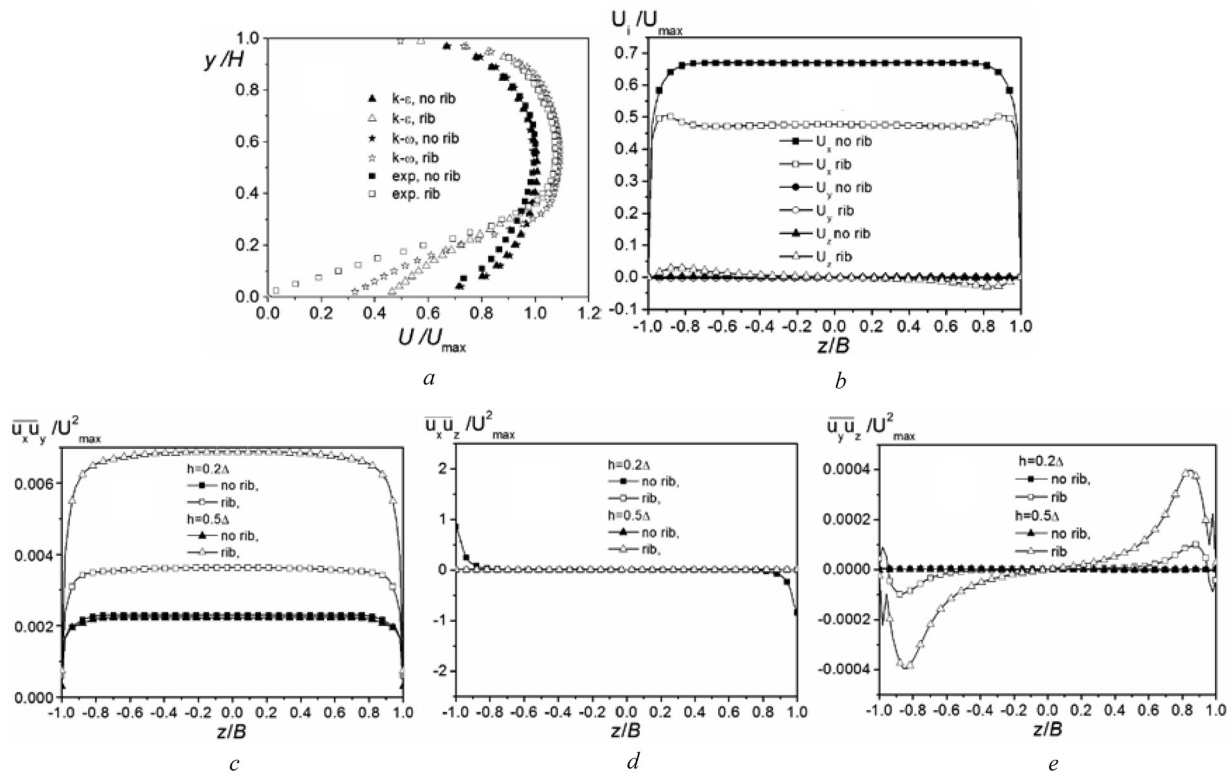 y/H
1.0
0.8
0.6
0.4
0.2
0.0
k-ε, no rib
k-ε, rib
k-ω, no rib
k-ω, rib
exp, no rib
exp. rib
0.0 0.2 0.4 0.6 0.8 1.0 1.2
U/Umax
a
Ui/Umax
0.7
0.6
0.5
0.4
0.3
0.2
0.1
0.0
-0.1
Ux no rib
Ux rib
Uy no rib
Uy rib
Uz no rib
Uz rib
-1.0 -0.8 -0.6 -0.4 -0.2 0.0 0.2 0.4 0.6 0.8 1.0
z/B
b
uxuy/U2max
0.006
0.004
0.002
0.000
h=0.2Δ
no rib,
rib,
h=0.5Δ
no rib,
rib,
-1.0 -0.8 -0.6 -0.4 -0.2 0.0 0.2 0.4 0.6 0.8 1.0
z/B
c
uxuz/U2max
2
1
0
-1
-2
h=0.2Δ
no rib,
rib,
h=0.5Δ
no rib,
rib,
-1.0 -0.8 -0.6 -0.4 -0.2 0.0 0.2 0.4 0.6 0.8 1.0
z/B
d
uyuz/U2max
0.0004
0.0002
0.0000
-0.0002
-0.0004
h=0.2Δ
no rib,
rib
h=0.5Δ
no rib,
rib
-1.0 -0.8 -0.6 -0.4 -0.2 0.0 0.2 0.4 0.6 0.8 1.0
z/B
e